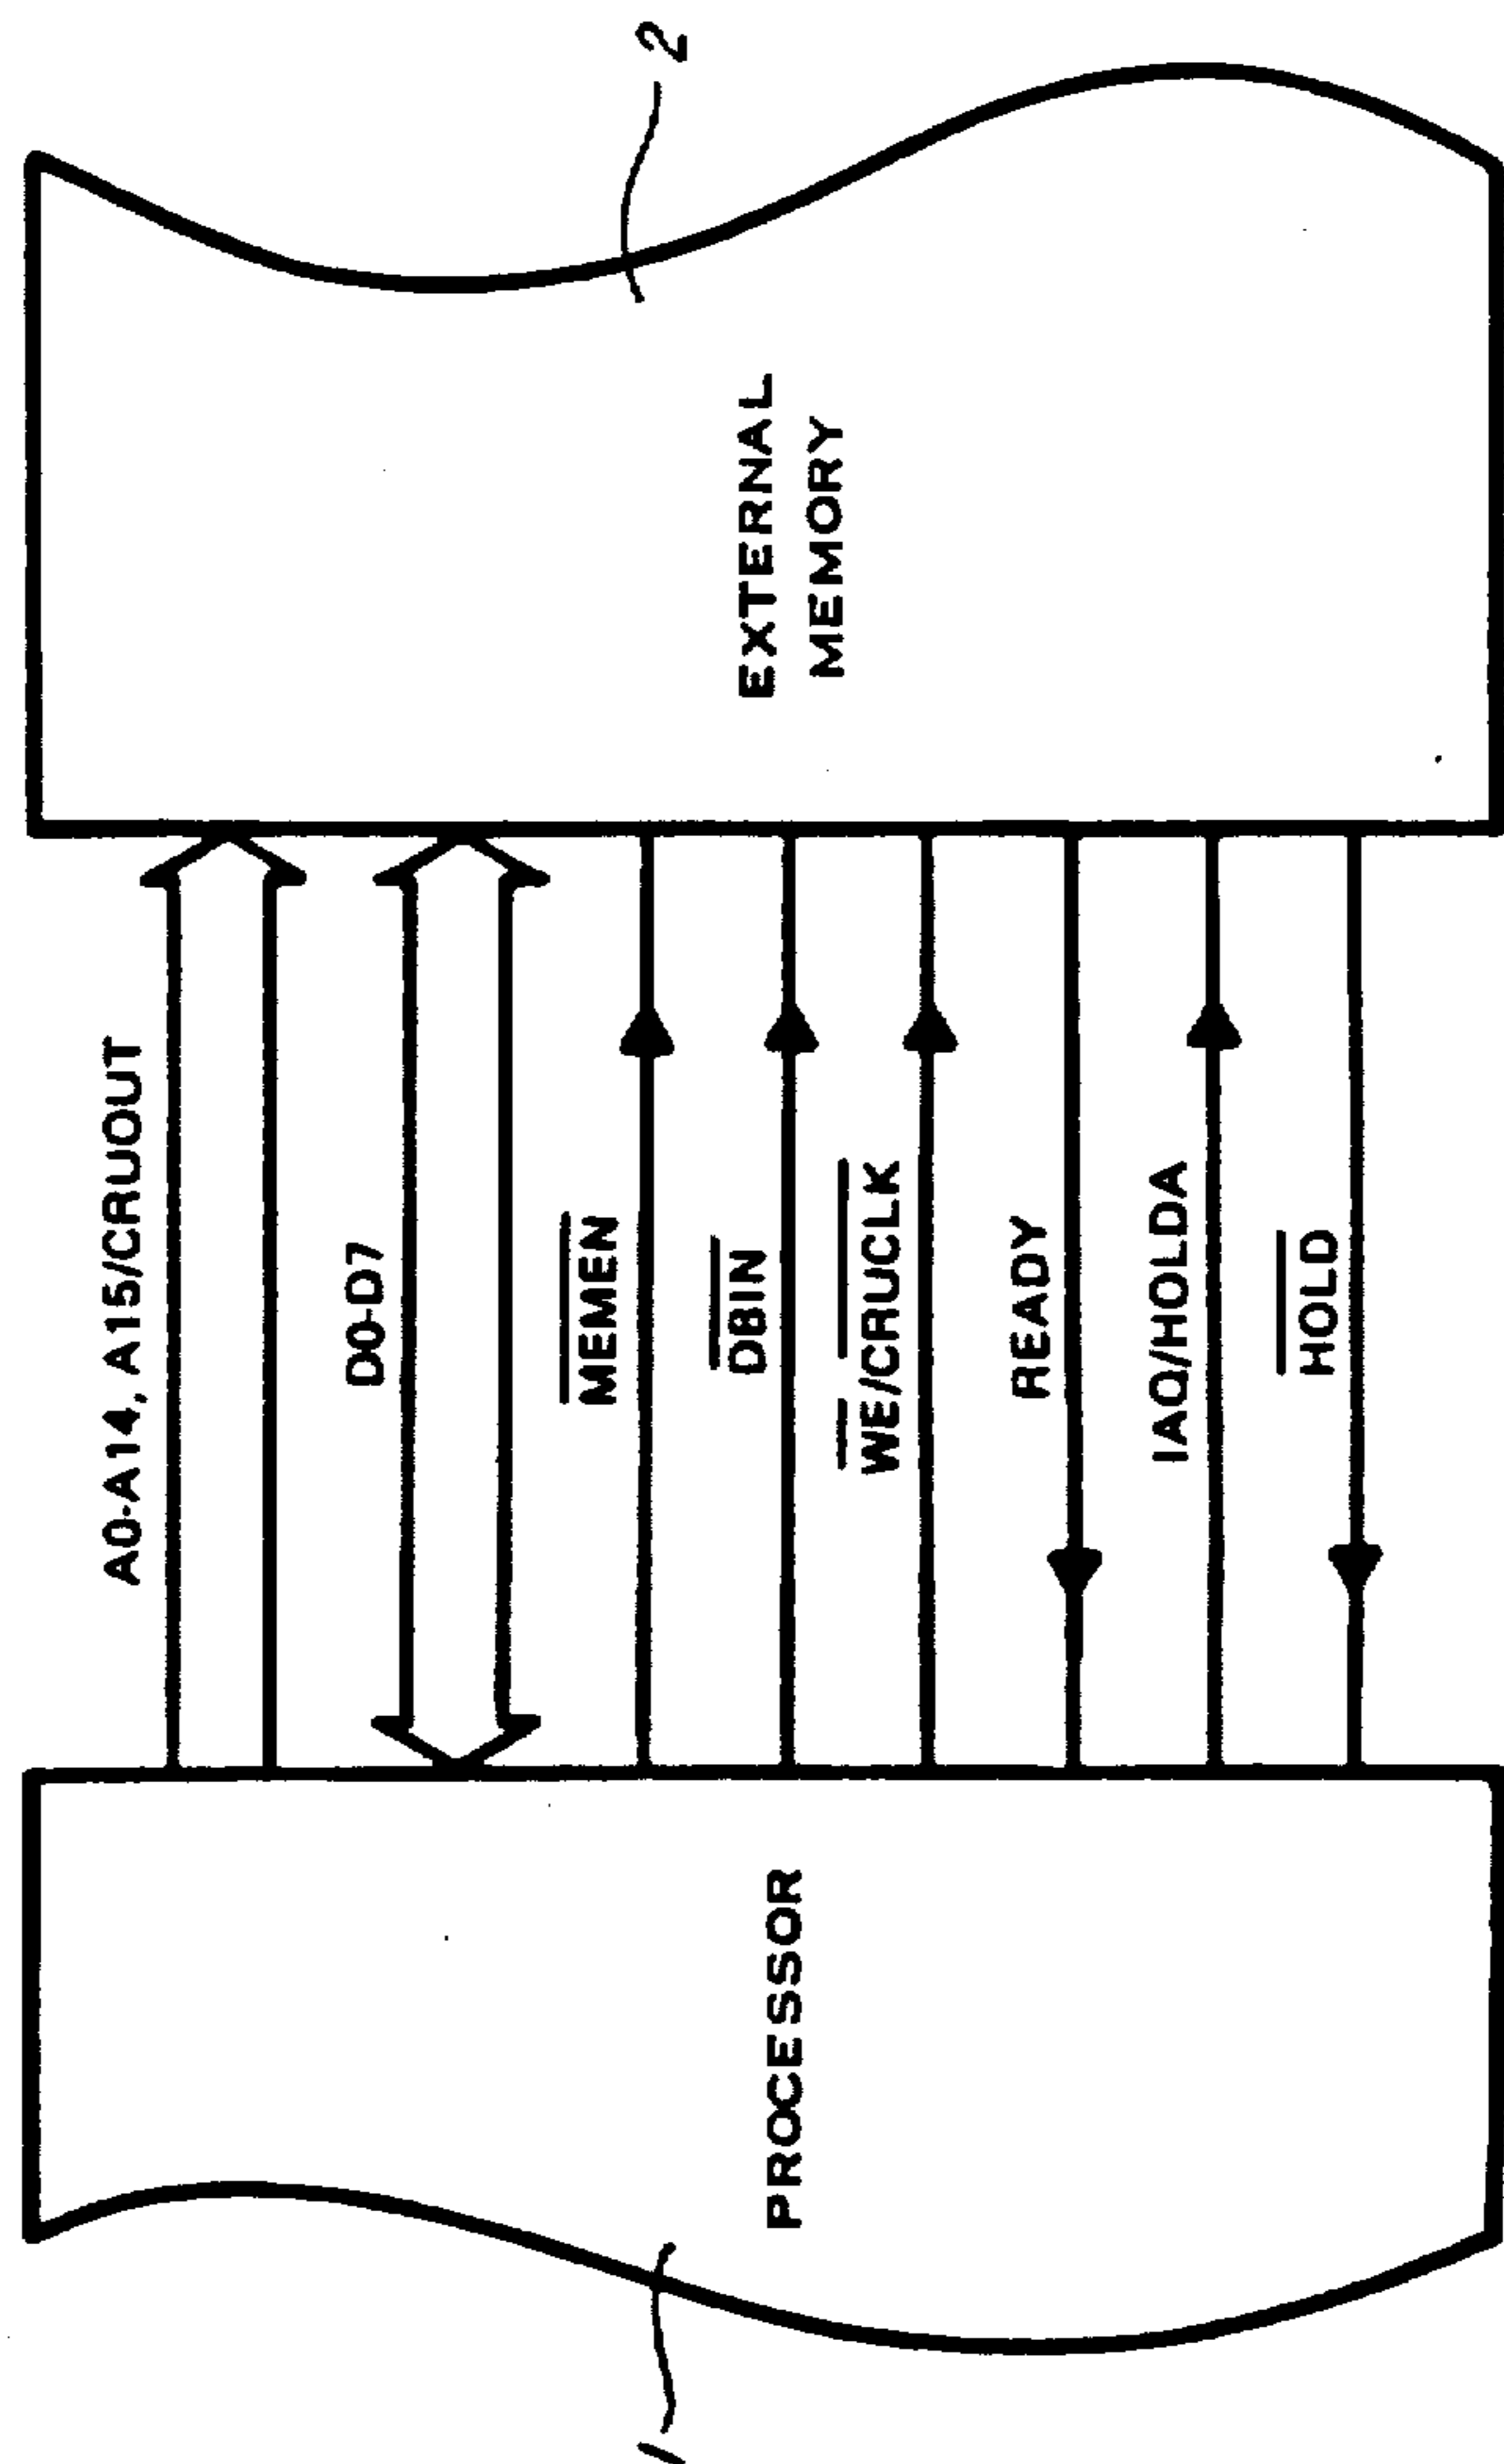 A0-A14, A15/CRUOUT
D0-D7
MEMEN
DBIN
WE/CRUCLK
READY
IAQ/HOLDA
HOLD
PROCESSOR
1
EXTERNAL
MEMORY
2